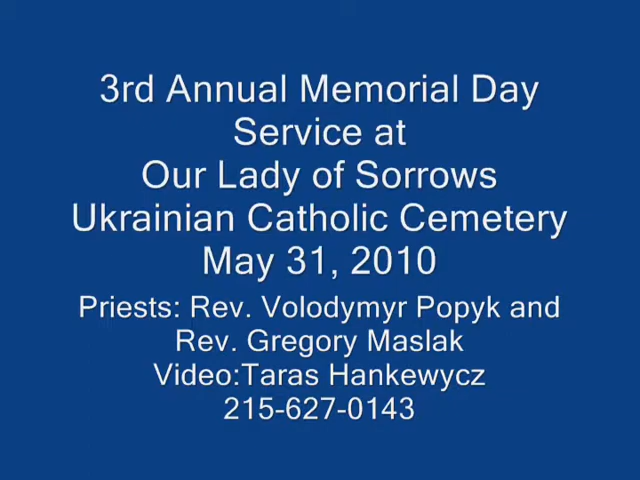 3rd Annual Memorial Day
Service at
Our Lady of Sorrows
Ukrainian Catholic Cemetery
May 31, 2010
Priests: Rev. Volodymyr Popyk and
Rev. Gregory Maslak
Video:Taras Hankewycz
215-627-0143